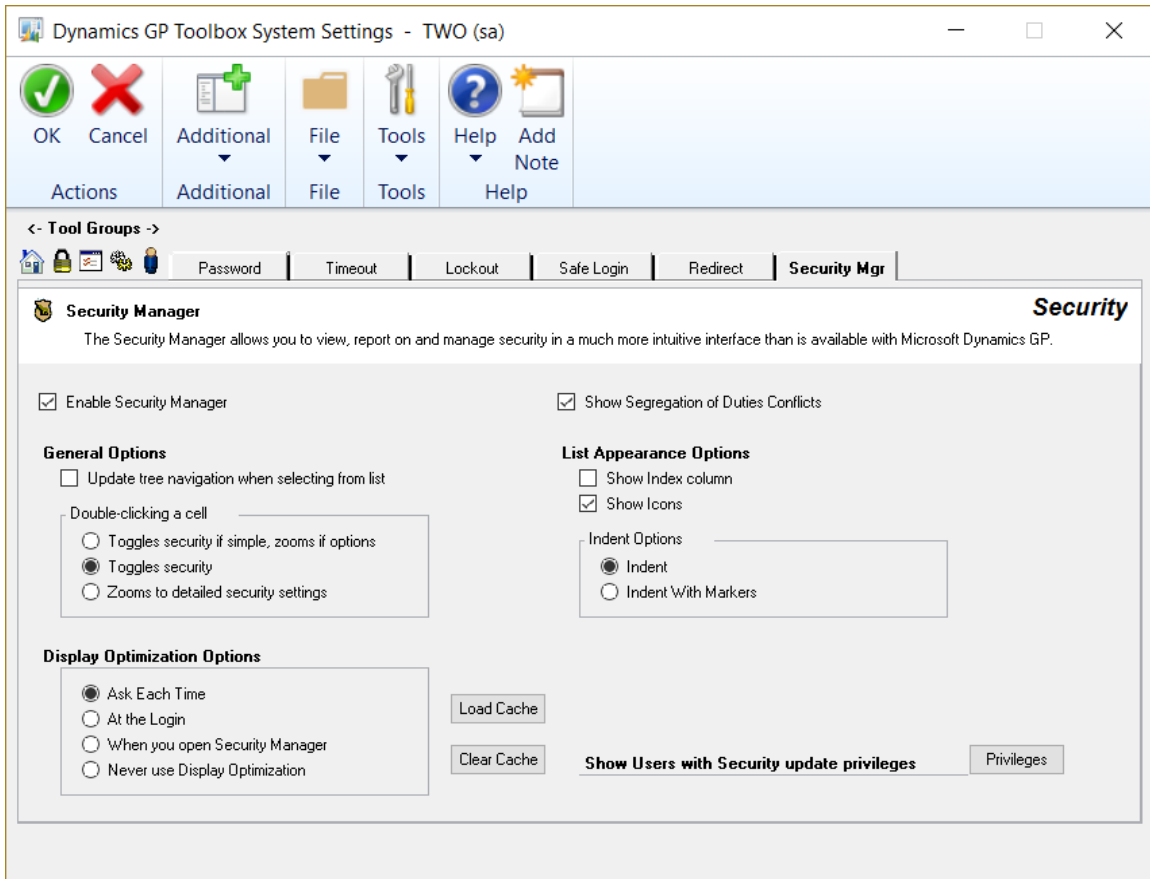 Dynamics GP Toolbox System Settings - TWO (sa)
OK Cancel Additional File Tools Help Add Note
Actions Additional File Tools Help
<- Tool Groups ->
Password Timeout Lockout Safe Login Redirect Security Mgr
Security Manager Security
The Security Manager allows you to view, report on and manage security in a much more intuitive interface than is available with Microsoft Dynamics GP.
Enable Security Manager Show Segregation of Duties Conflicts
General Options List Appearance Options
Update tree navigation when selecting from list Show Index column
Show Icons
Double-clicking a cell
Toggles security if simple, zooms if options Indent Options
Toggles security Indent
Zooms to detailed security settings Indent With Markers
Display Optimization Options
Ask Each Time
At the Login Load Cache
When you open Security Manager
Never use Display Optimization Clear Cache Show Users with Security update privileges Privileges